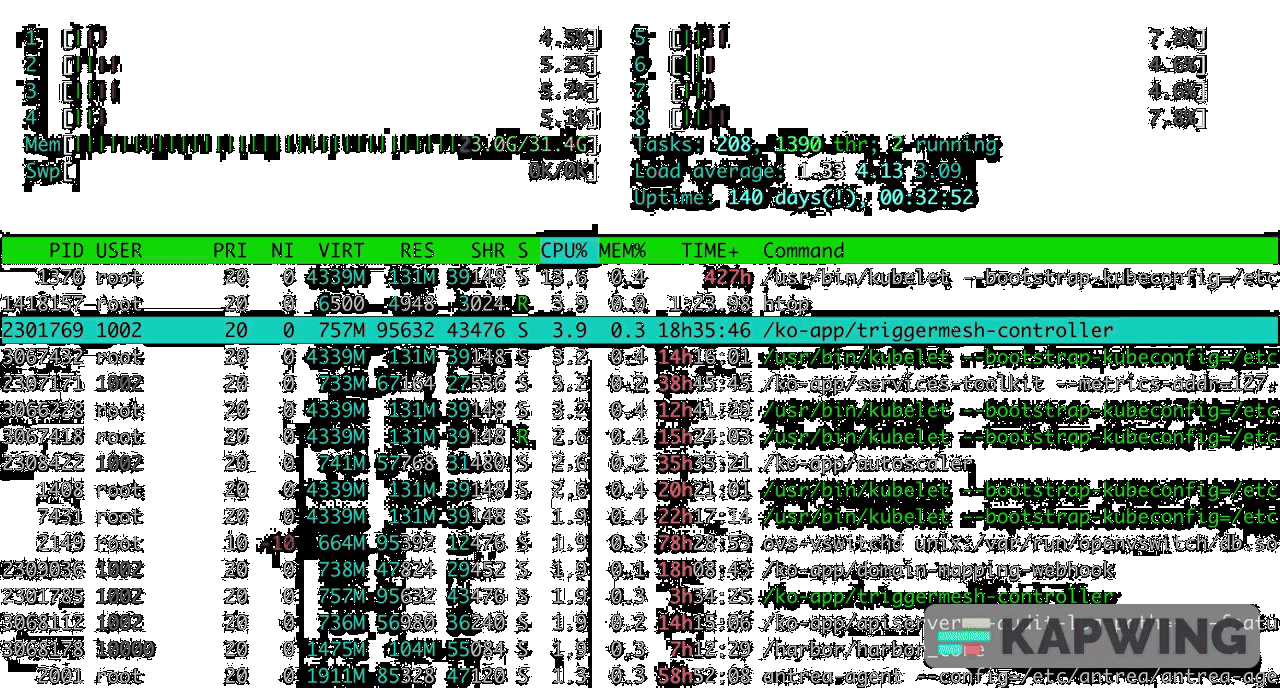 1 [||| 4.5%] 5 [|||| 7.8%]
2 [|||| 5.2%] 6 [||| 4.6%]
3 [|||| 5.2%] 7 [||| 4.6%]
4 [||| 5.1%] 8 [|||| 7.8%]
Mem[ 23.0G/31.4G] Tasks: 208, 1390 thr; 2 running
Swp[ 0K/0K] Load average: 4.13 3.09
Uptime: 140 days(!), 00:32:52
PID USER PRI NI VIRT RES SHR S CPU% MEM% TIME+ Command
1370 root 20 0 4339M 131M 39148 S 13.6 0.4 427h /usr/bin/kubelet --bootstrap-kubeconfig=/etc
1418157 root 20 0 6500 4948 3024 R 3.9 0.0 1:23.98 htop
2301769 1002 20 0 757M 95632 43476 S 3.9 0.3 18h35:46 /ko-app/triggermesh-controller
3067432 root 20 0 4339M 131M 39148 S 3.2 0.4 14h16:01 /usr/bin/kubelet --bootstrap-kubeconfig=/etc
2307171 1002 20 0 733M 67164 27536 S 3.2 0.2 38h45:45 /ko-app/services-toolkit --metrics-addr=127.
3066228 root 20 0 4339M 131M 39148 S 3.2 0.4 12h41:29 /usr/bin/kubelet --bootstrap-kubeconfig=/etc
3062418 root 20 0 4339M 131M 39148 R 2.6 0.4 15h24:03 /usr/bin/kubelet --bootstrap-kubeconfig=/etc
2308422 1002 20 0 741M 57768 31480 S 2.6 0.2 35h35:21 /ko-app/autoscaler
1408 root 20 0 4339M 131M 39148 S 2.6 0.4 20h21:01 /usr/bin/kubelet --bootstrap-kubeconfig=/etc
7431 root 20 0 4339M 131M 39148 S 1.9 0.4 22h17:14 /usr/bin/kubelet --bootstrap-kubeconfig=/etc
2149 root 10 -10 664M 95392 12476 S 1.9 0.3 78h28:53 ovs-vswitchd unix:/var/run/openvswitch/db.so
1002 20 0 738M 47824 29152 S 1.9 0.1 /ko-app/domain-mapping-webhook
2301785 1002 20 0 757M 95632 43476 S 1.9 0.3 3h54:25 /ko-app/triggermesh-controller
3068112 1002 20 0 736M 56980 36240 S 1.9 0.2 /ko-app/apiserver
3068178 10000 20 0 1475M 104M 55084 S 1.9 0.3 7h12:29 /harbor/harbor_core
2001 root 20 0 1911M 85328 47120 S 1.3 0.3 58h52:08 antrea-agent --config=/etc/antrea/antrea-age
KAPWING